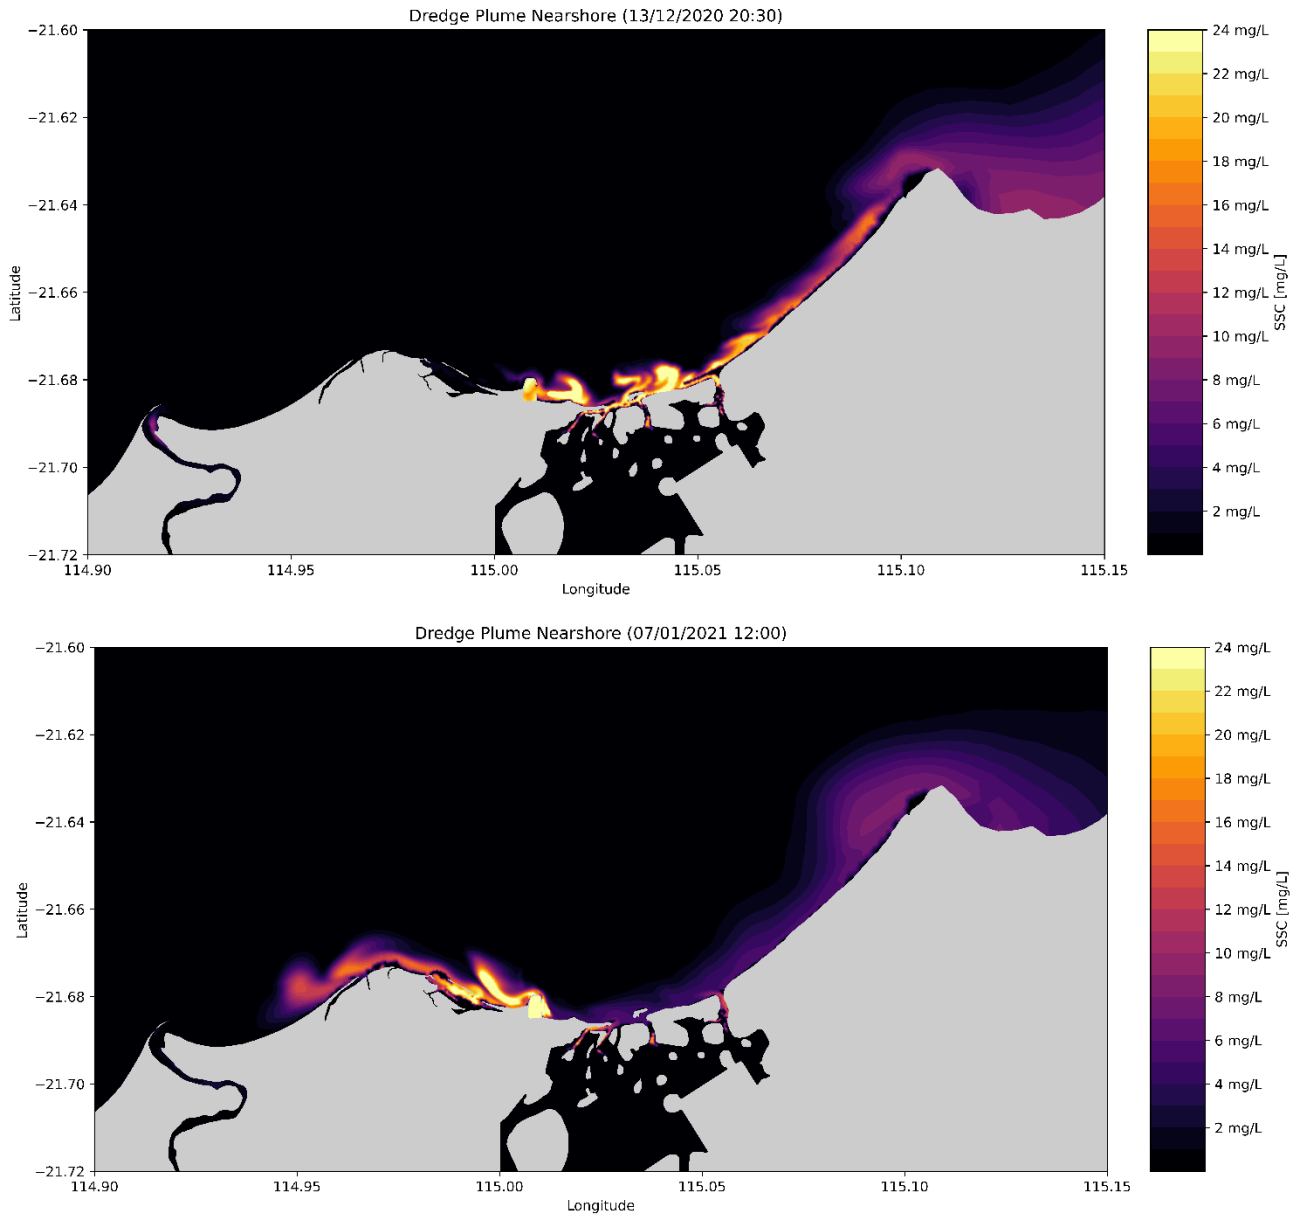 Dredge Plume Nearshore (13/12/2020 20:30)
−21.60
−21.62
−21.64
−21.66
−21.68
−21.70
−21.72
Latitude
114.90
114.95
115.00
115.05
115.10
115.15
Longitude
24 mg/L
22 mg/L
20 mg/L
18 mg/L
16 mg/L
14 mg/L
12 mg/L
10 mg/L
8 mg/L
6 mg/L
4 mg/L
2 mg/L
SSC [mg/L]
Dredge Plume Nearshore (07/01/2021 12:00)
−21.60
−21.62
−21.64
−21.66
−21.68
−21.70
−21.72
Latitude
114.90
114.95
115.00
115.05
115.10
115.15
Longitude
24 mg/L
22 mg/L
20 mg/L
18 mg/L
16 mg/L
14 mg/L
12 mg/L
10 mg/L
8 mg/L
6 mg/L
4 mg/L
2 mg/L
SSC [mg/L]